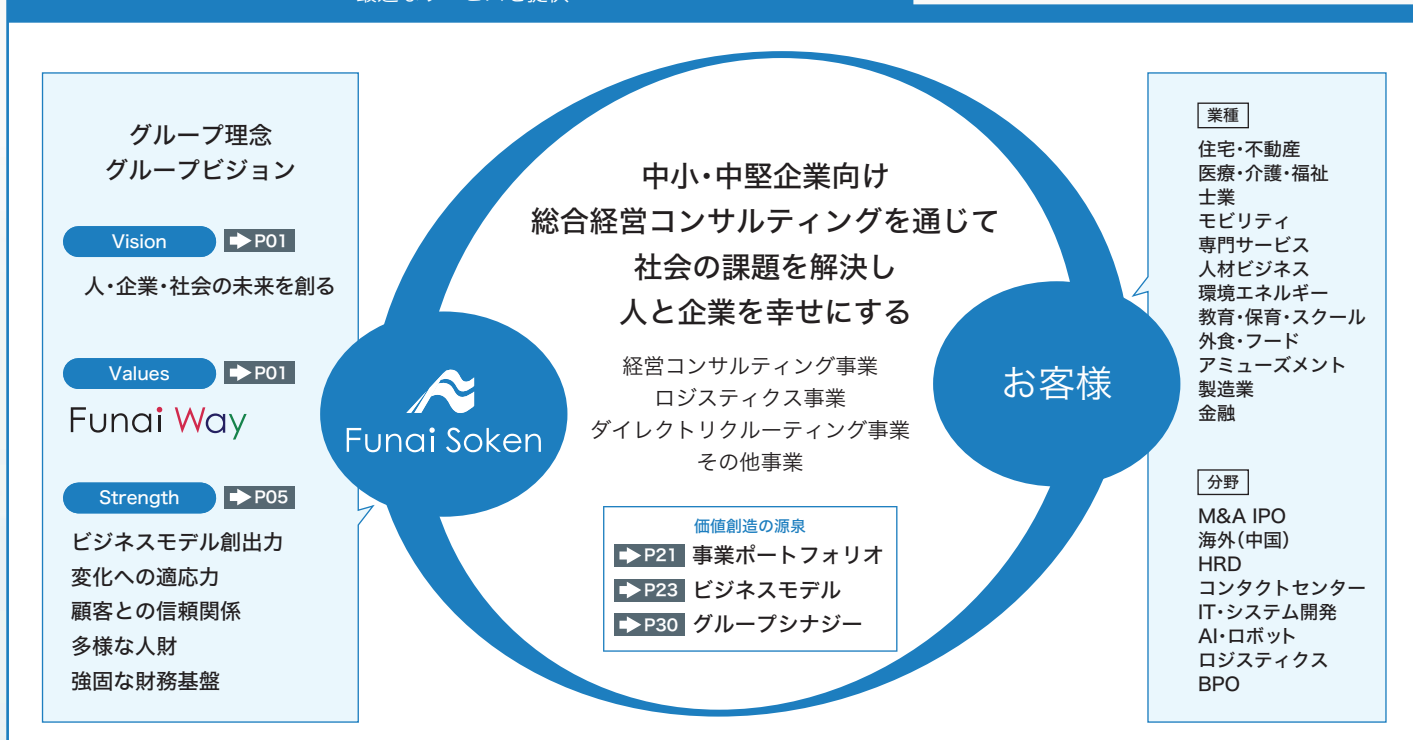 グループ理念
グループビジョン
Vision
P01
人・企業・社会の未来を創る
Values
P01
Funai Way
Strength
P05
ビジネスモデル創出力
変化への適応力
顧客との信頼関係
多様な人財
強固な財務基盤
Funai Soken
中小・中堅企業向け
総合経営コンサルティングを通じて
社会の課題を解決し
人と企業を幸せにする
経営コンサルティング事業
ロジスティクス事業
ダイレクトリクルーティング事業
その他事業
価値創造の源泉
P21 事業ポートフォリオ
P23 ビジネスモデル
P30 グループシナジー
お客様
業種
住宅・不動産
医療・介護・福祉
士業
モビリティ
専門サービス
人材ビジネス
環境エネルギー
教育・保育・スクール
外食・フード
アミューズメント
製造業
金融
分野
M&A IPO
海外(中国)
HRD
コンタクトセンター
IT・システム開発
AI・ロボット
ロジスティクス
BPO